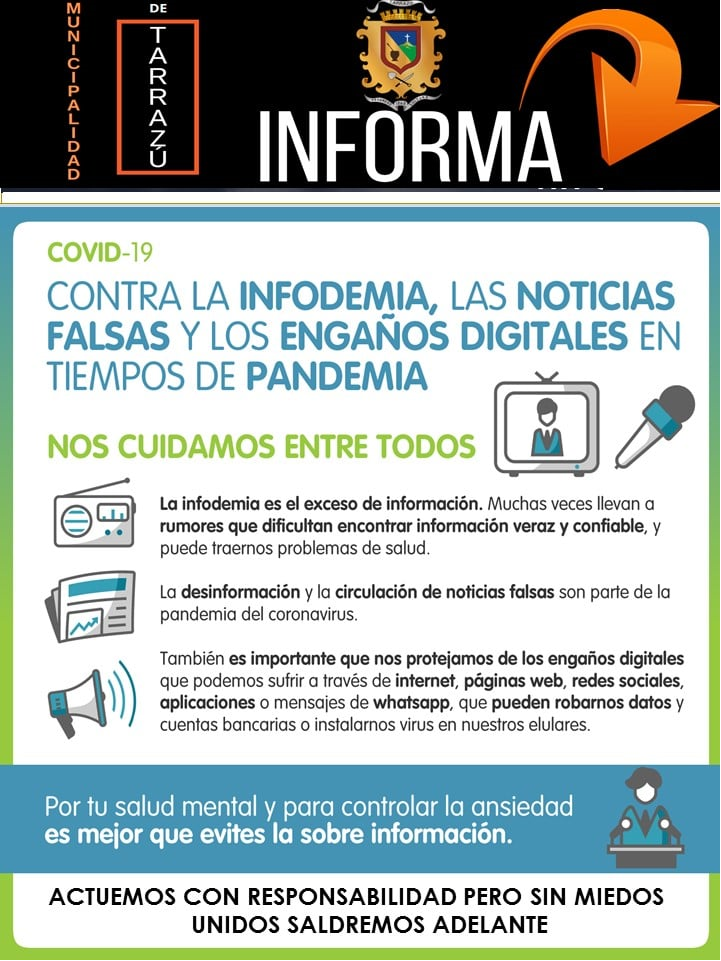 MUNICIPALIDAD
DE
TARRAZÚ
INFORMA
COVID-19
CONTRA LA INFODEMIA, LAS NOTICIAS
FALSAS Y LOS ENGAÑOS DIGITALES EN
TIEMPOS DE PANDEMIA
NOS CUIDAMOS ENTRE TODOS
La infodemia es el exceso de información. Muchas veces llevan a
rumores que dificultan encontrar información veraz y confiable, y
puede traernos problemas de salud.
La desinformación y la circulación de noticias falsas son parte de la
pandemia del coronavirus.
También es importante que nos protejamos de los engaños digitales
que podemos sufrir a través de internet, páginas web, redes sociales,
aplicaciones o mensajes de whatsapp, que pueden robarnos datos y
cuentas bancarias o instalarnos virus en nuestros elulares.
Por tu salud mental y para controlar la ansiedad
es mejor que evites la sobre información.
ACTUEMOS CON RESPONSABILIDAD PERO SIN MIEDOS
UNIDOS SALDREMOS ADELANTE